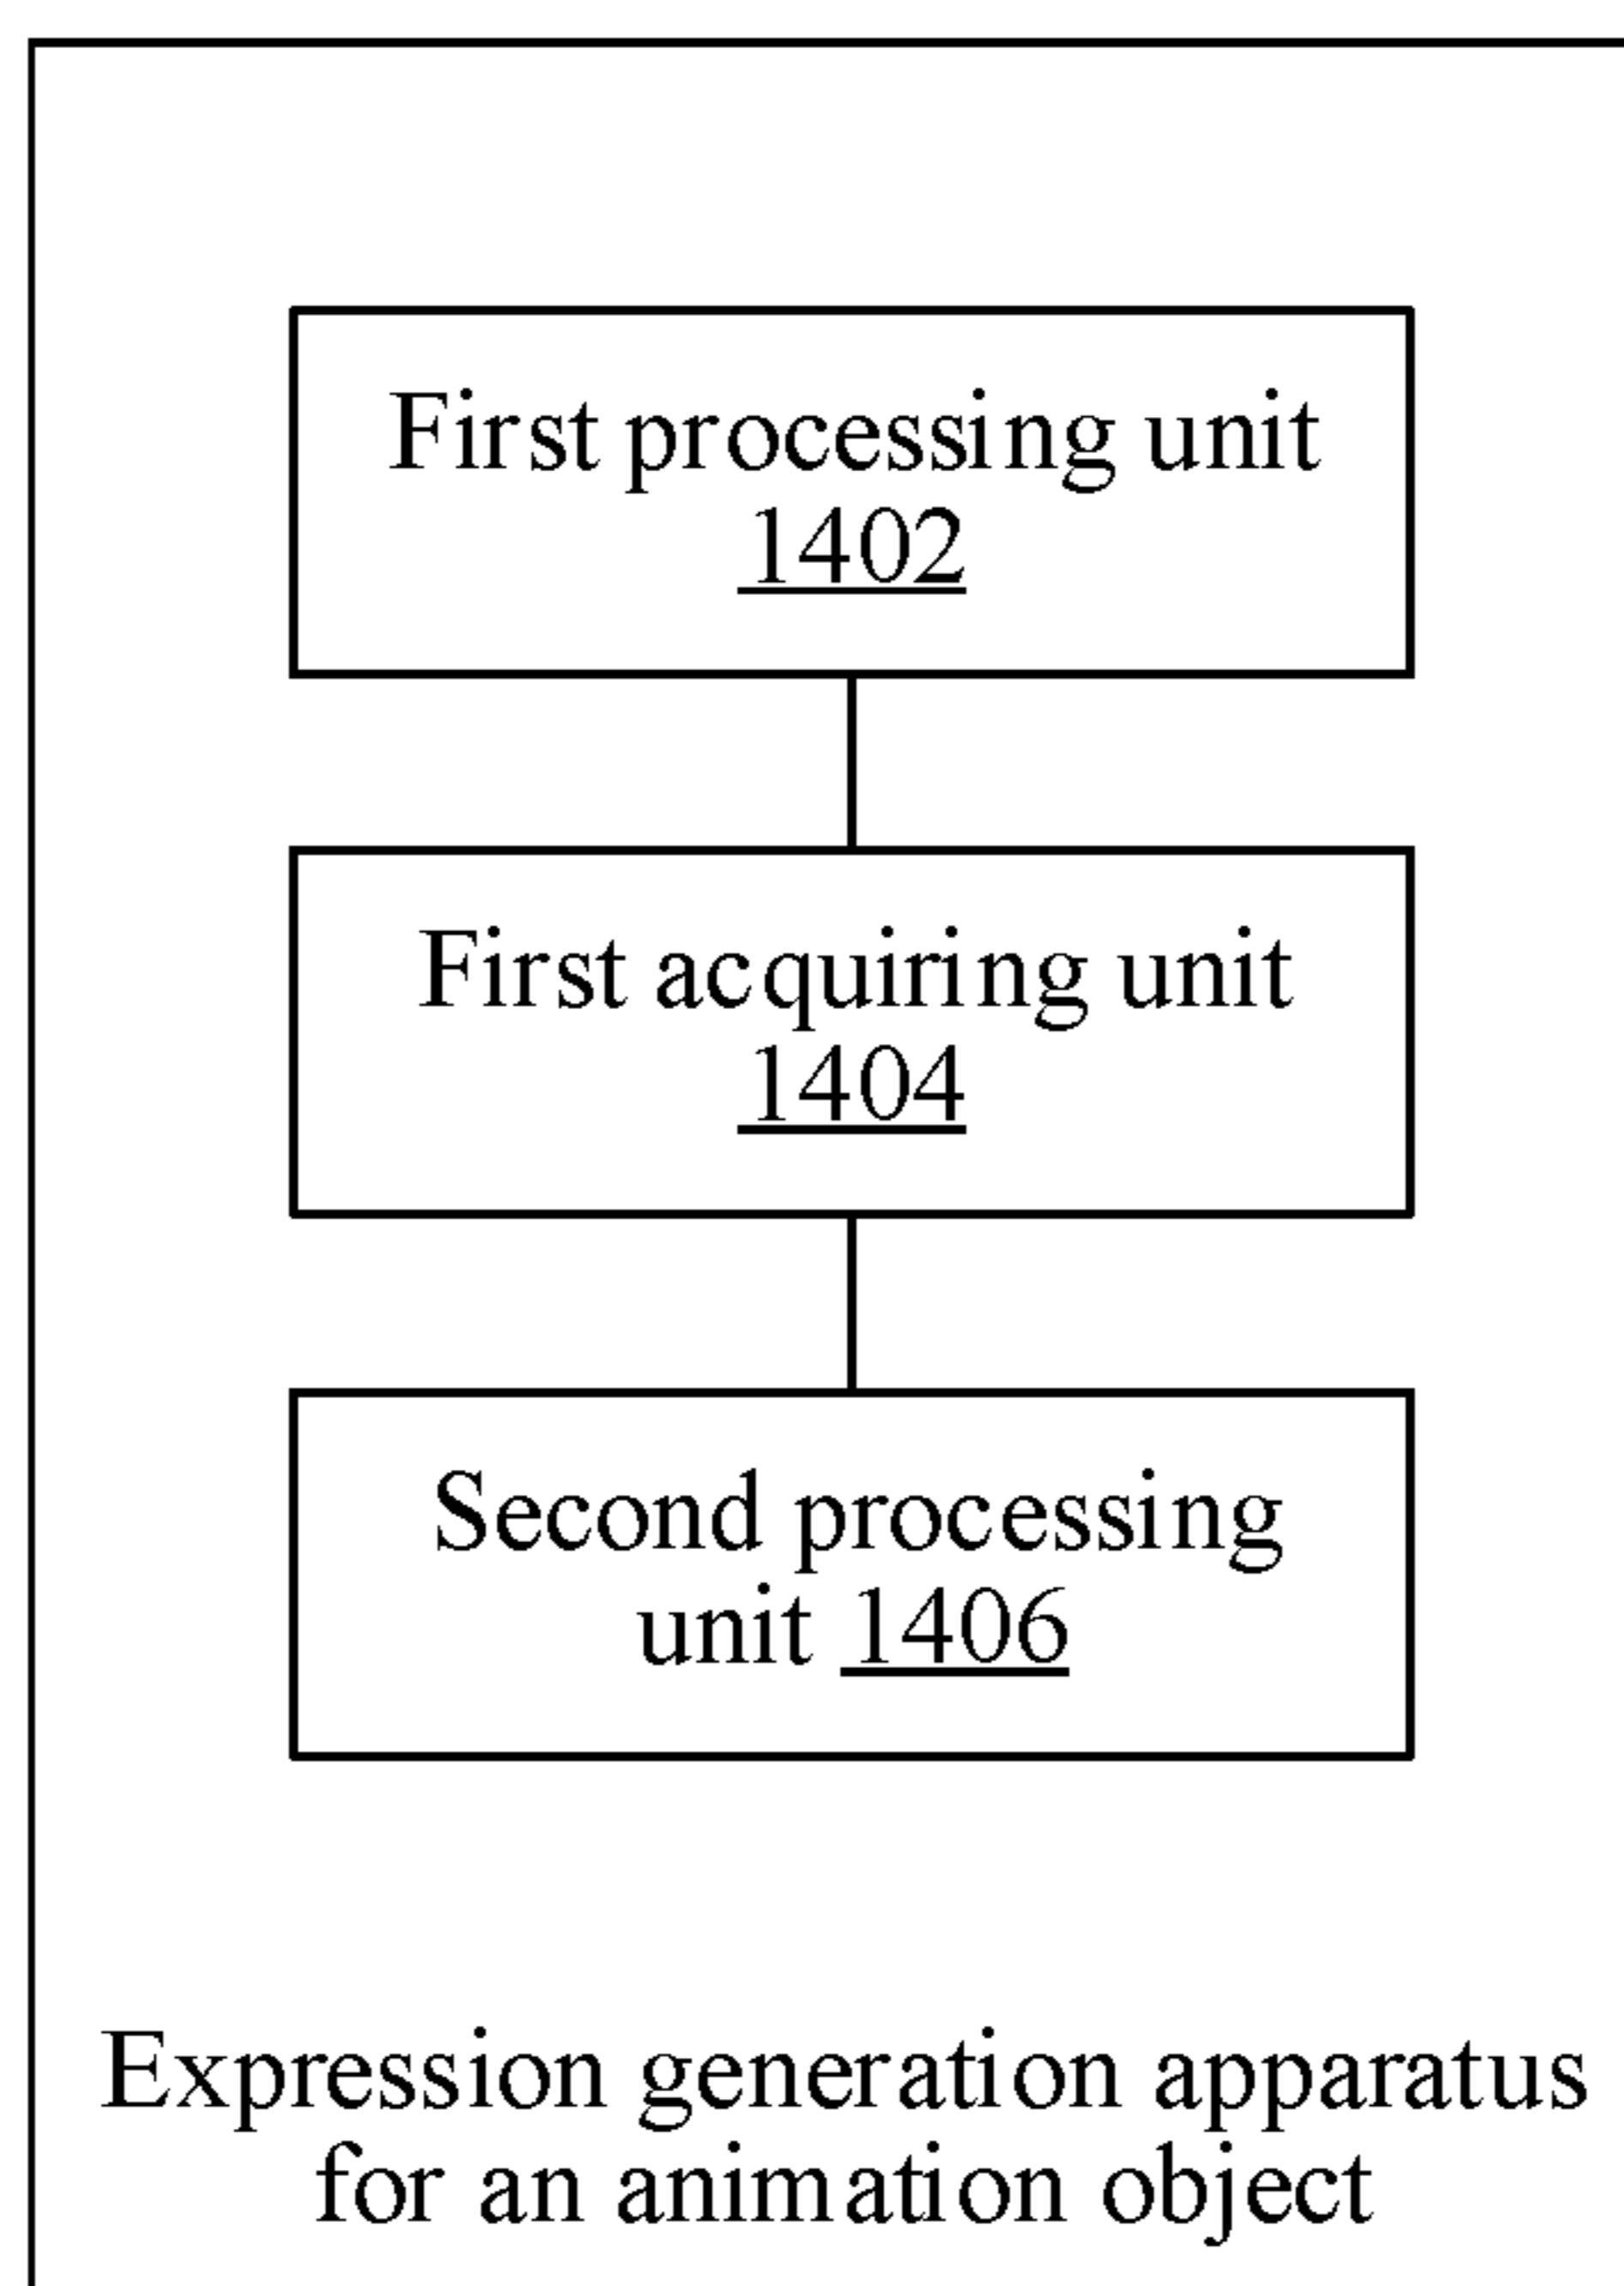 First processing unit
1402
First acquiring unit
1404
Second processing
unit 1406
Expression generation apparatus
for an animation object